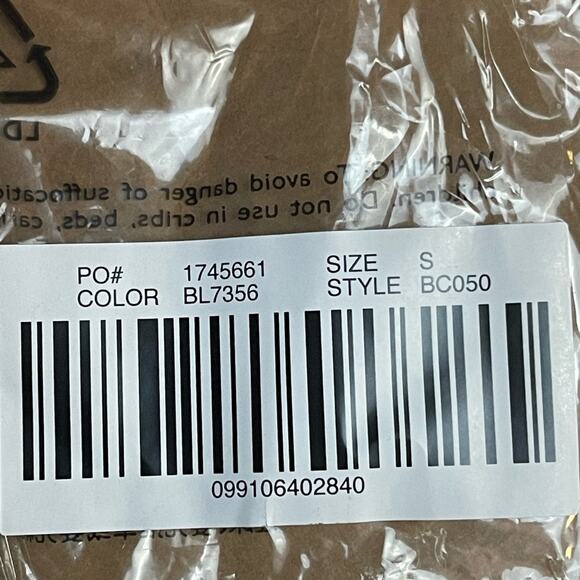 LD
WARNING: To avoid danger of suffocatio
children. Do not use in cribs, beds, car
PO# 1745661 SIZE S
COLOR BL7356 STYLE BC050
099106402840